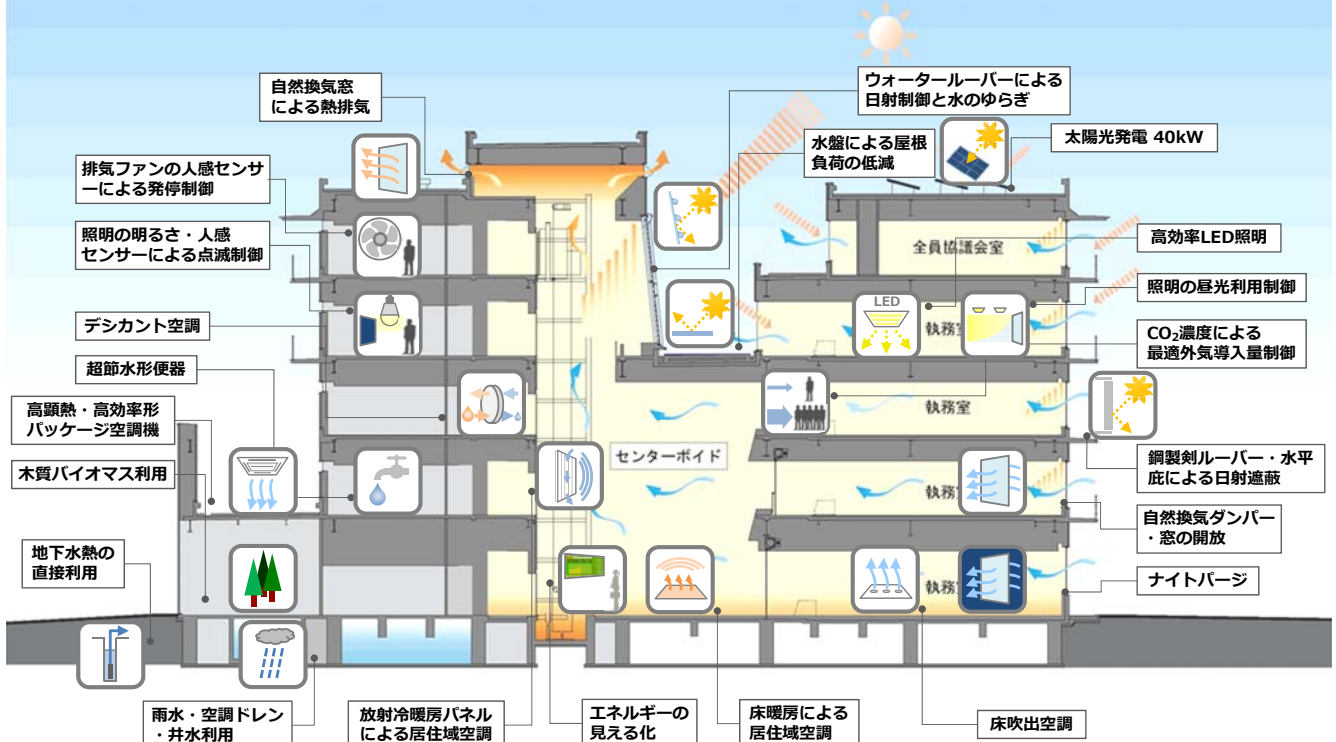 自然換気窓
による熱排気
ウォータールーバーによる
日射制御と水のゆらぎ
水盤による屋根
負荷の低減
太陽光発電 40kW
排気ファンの人感センサ
ーによる発停制御
照明の明るさ・人感
センサーによる点滅制御
全員協議会室
高効率LED照明
LED
照明の昼光利用制御
執務室
デシカント空調
CO₂濃度による
最適外気導入量制御
超節水形便器
高顕熱・高効率形
パッケージ空調機
執務室
木質バイオマス利用
センターボイド
鋼製剣ルーバー・水平
庇による日射遮蔽
執務室
自然換気ダンパー
・窓の開放
地下水熱の
直接利用
執務室
ナイトパージ
雨水・空調ドレン
・井水利用
放射冷暖房パネル
による居住域空調
エネルギーの
見える化
床暖房による
居住域空調
床吹出空調